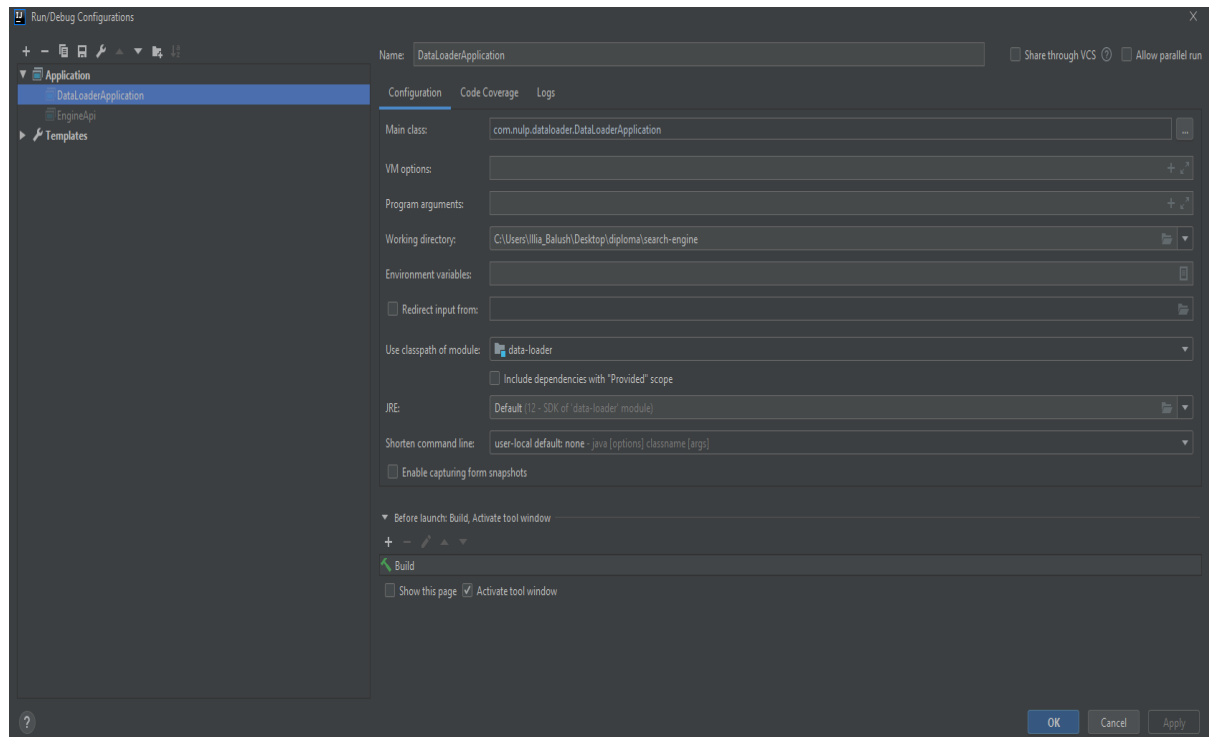 Run/Debug Configurations
Application
DataLoaderApplication
EngineApi
Templates
Name: DataLoaderApplication
Share through VCS ? Allow parallel run
Configuration Code Coverage Logs
Main class: com.nulp.dataloader.DataLoaderApplication ...
VM options:
Program arguments:
Working directory: C:\Users\Illia_Balush\Desktop\diploma\search-engine
Environment variables:
Redirect input from:
Use classpath of module: data-loader
Include dependencies with "Provided" scope
JRE: Default (12 - SDK of 'data-loader' module)
Shorten command line: user-local default: none - java [options] classname [args]
Enable capturing form snapshots
Before launch: Build, Activate tool window
Build
Show this page Activate tool window
? OK Cancel Apply